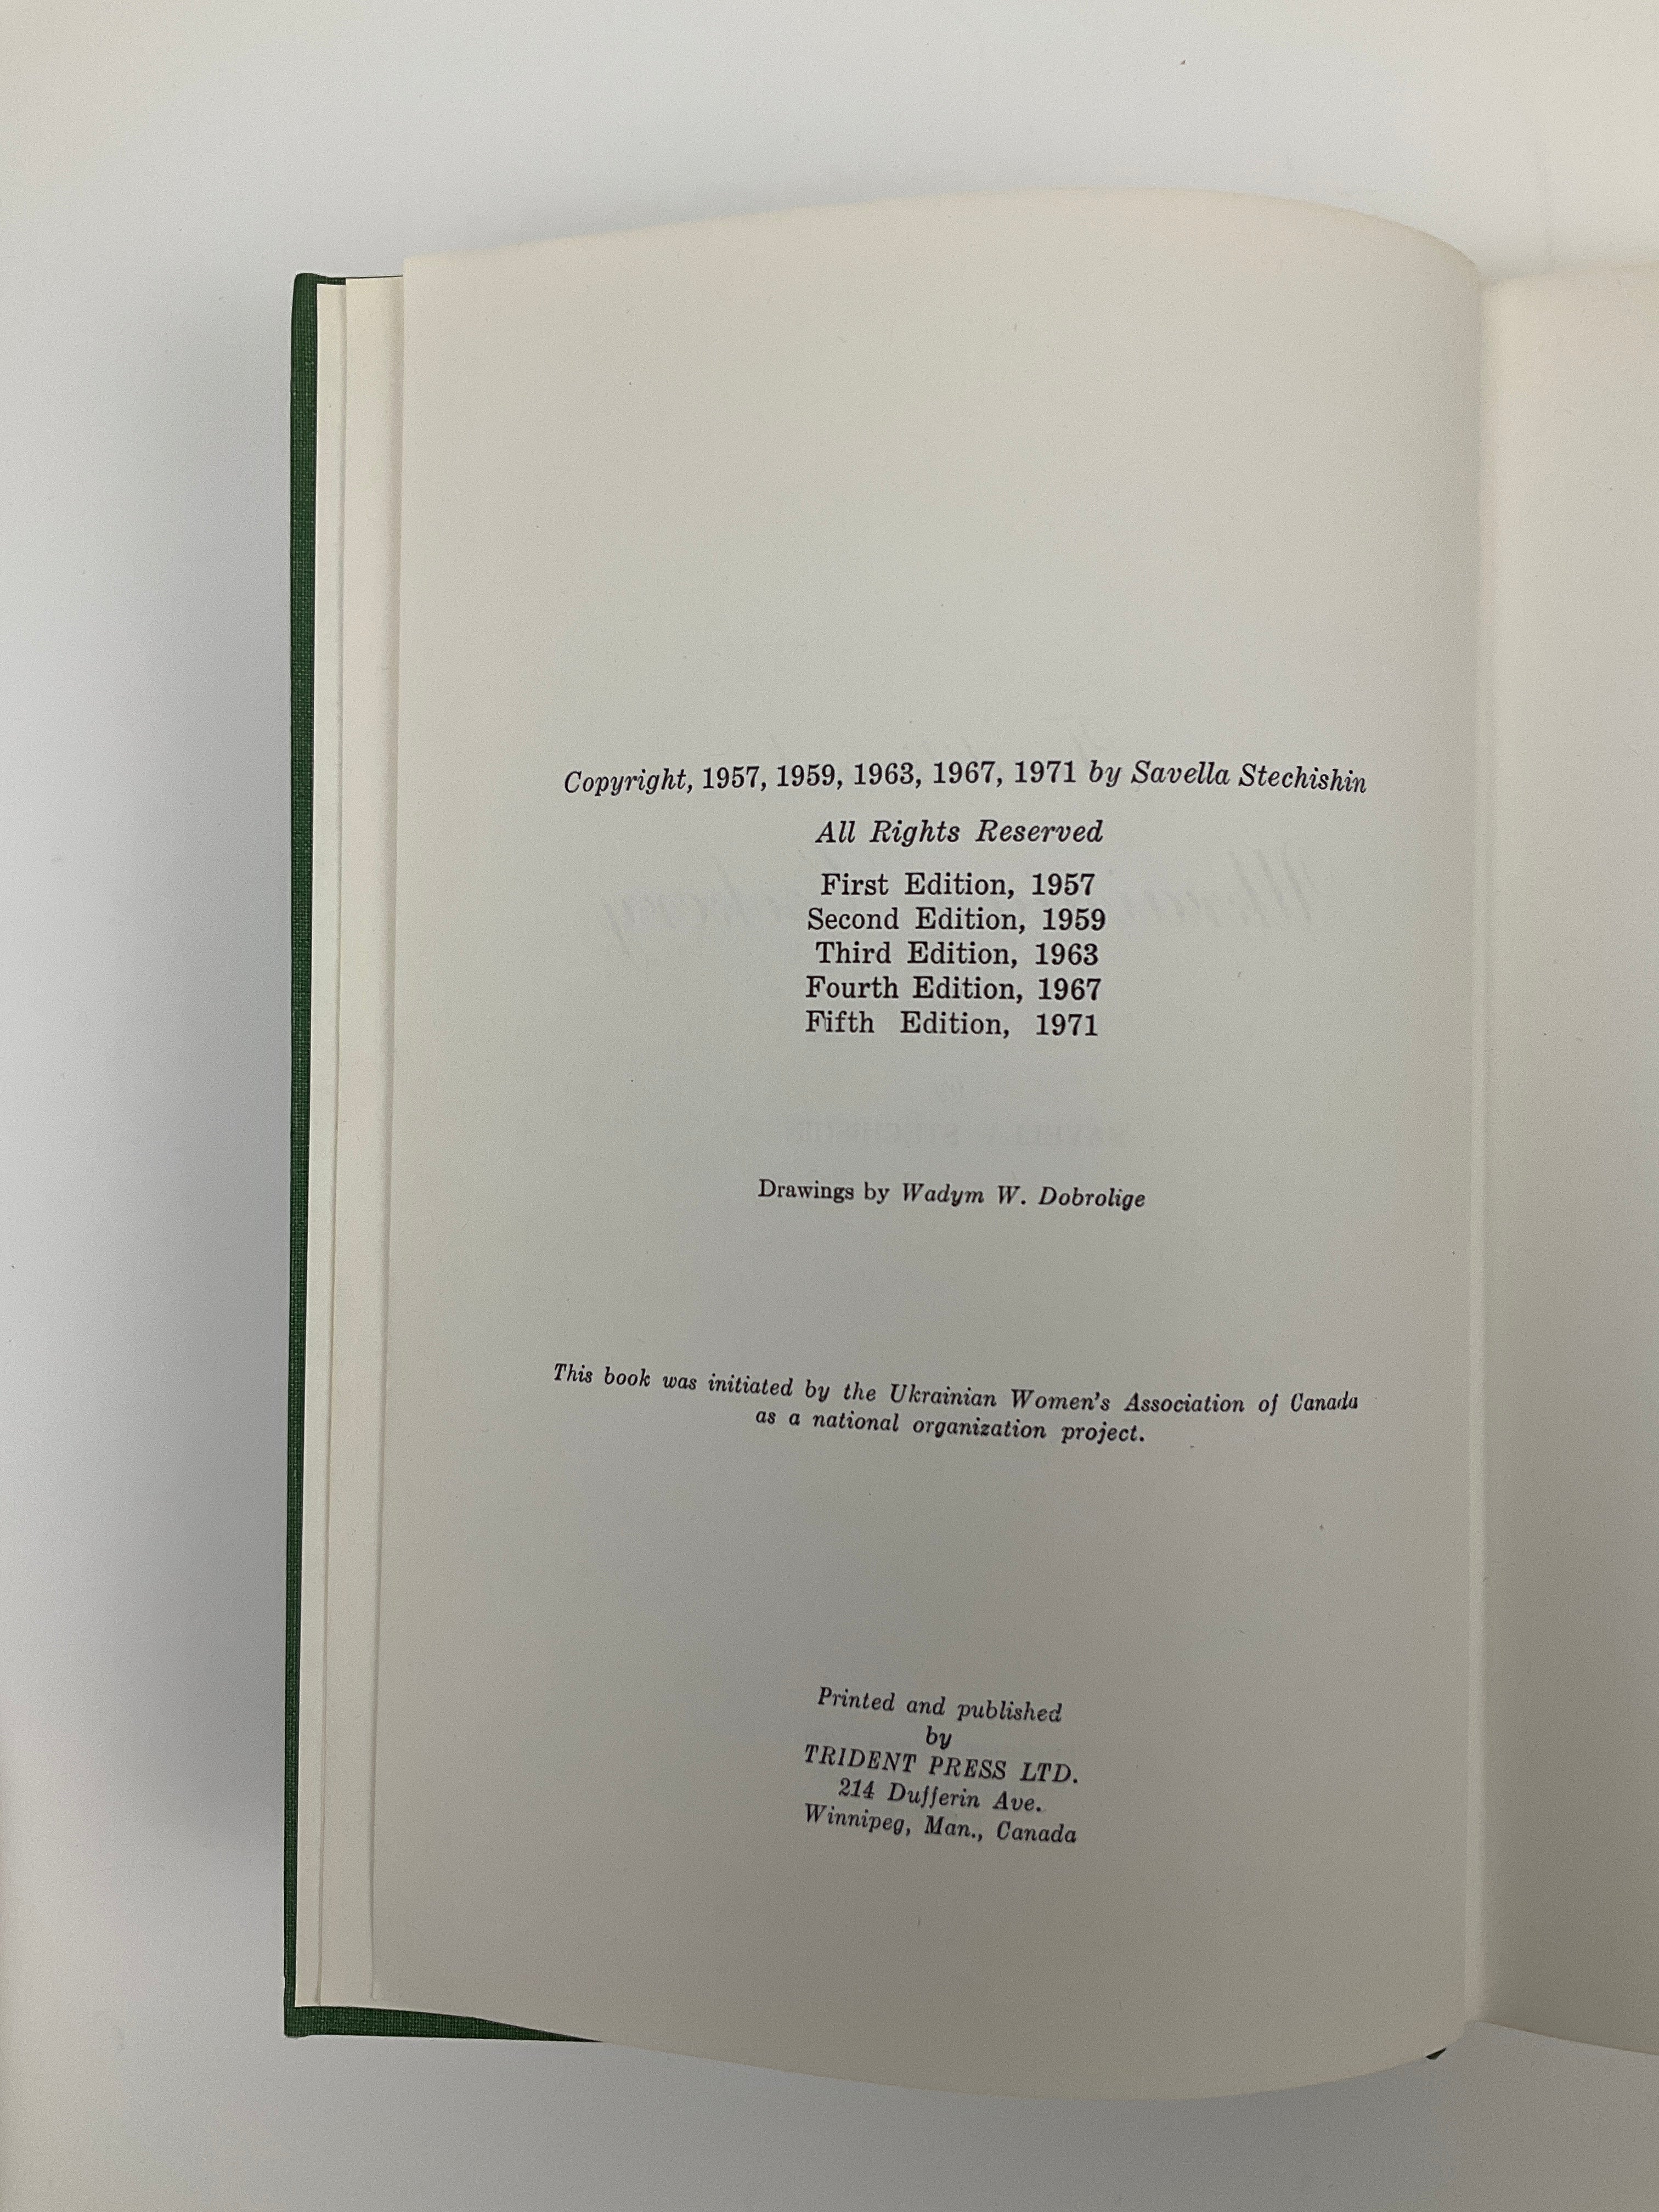 Copyright, 1957, 1959, 1963, 1967, 1971 by Savella Stechishin
All Rights Reserved
First Edition, 1957
Second Edition, 1959
Third Edition, 1963
Fourth Edition, 1967
Fifth Edition, 1971
Drawings by Wadym W. Dobrolige
This book was initiated by the Ukrainian Women's Association of Canada
as a national organization project.
Printed and published
by
TRIDENT PRESS LTD.
214 Dufferin Ave.
Winnipeg, Man., Canada